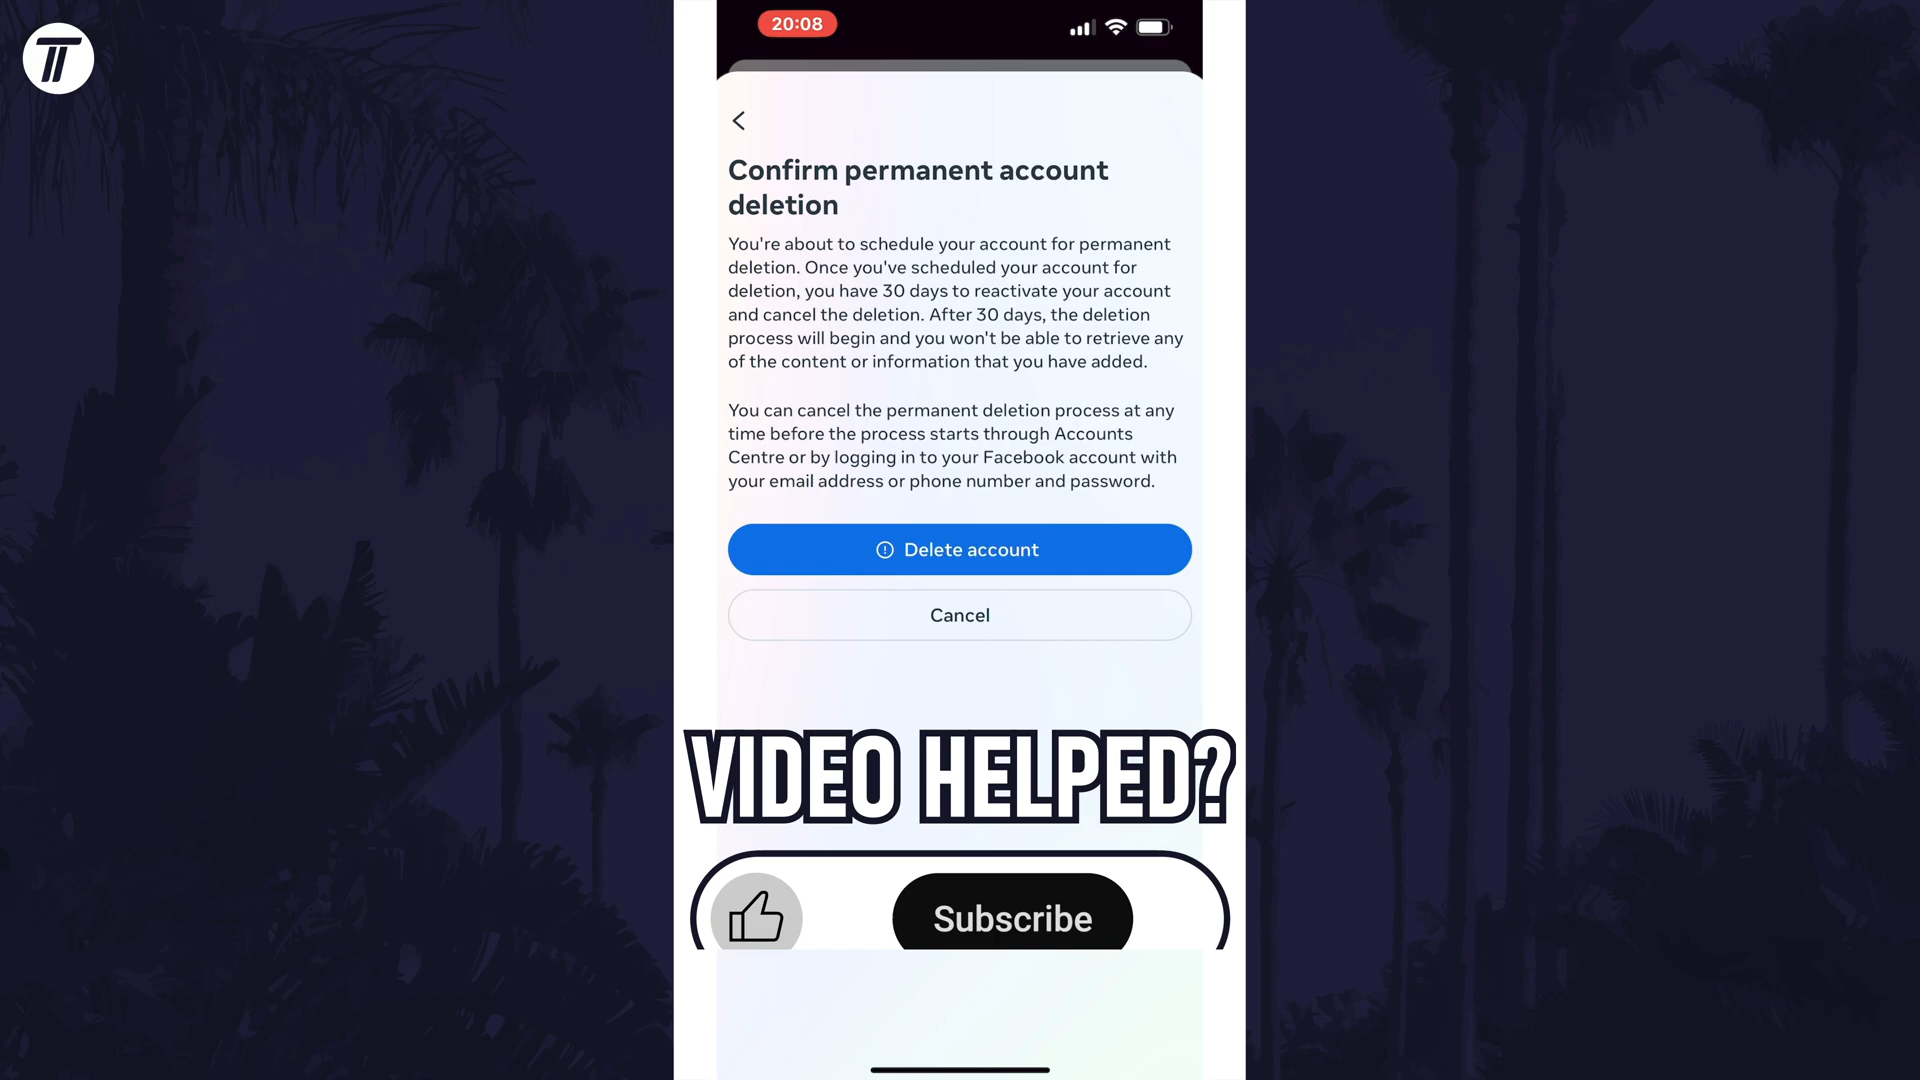 20:08
Confirm permanent account
deletion
You're about to schedule your account for permanent
deletion. Once you've scheduled your account for
deletion, you have 30 days to reactivate your account
and cancel the deletion. After 30 days, the deletion
process will begin and you won't be able to retrieve any
of the content or information that you have added.
You can cancel the permanent deletion process at any
time before the process starts through Accounts
Centre or by logging in to your Facebook account with
your email address or phone number and password.
Delete account
Cancel
VIDEO HELPED?
Subscribe